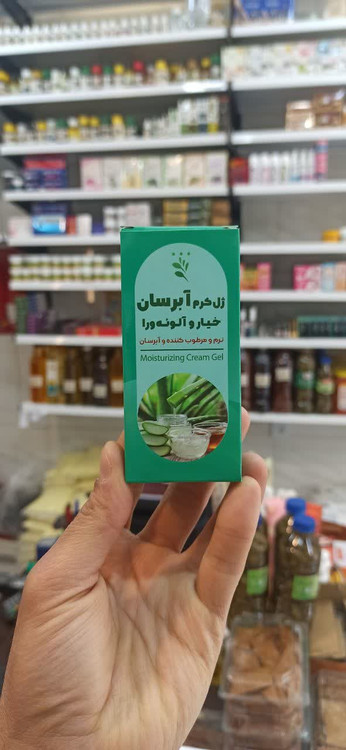 ژل کرم آبرسان
خیار و آلوئه‌ورا
نرم و مرطوب کننده و آبرسان
Moisturizing Cream Gel